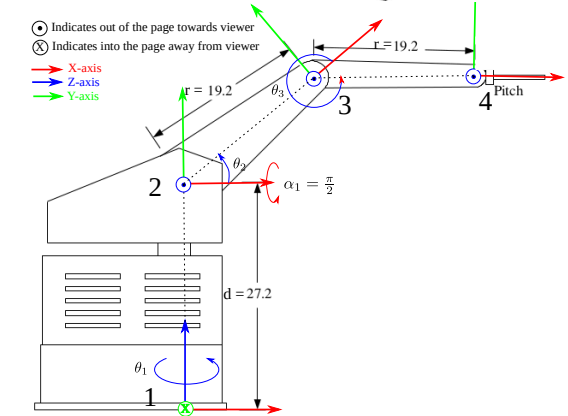 Indicates out of the page towards viewer
X Indicates into the page away from viewer
X-axis
Z-axis
Y-axis
r = 19.2
r = 19.2
θ3
3
4
Pitch
θ2
2
α1 = π/2
d = 27.2
θ1
1
X